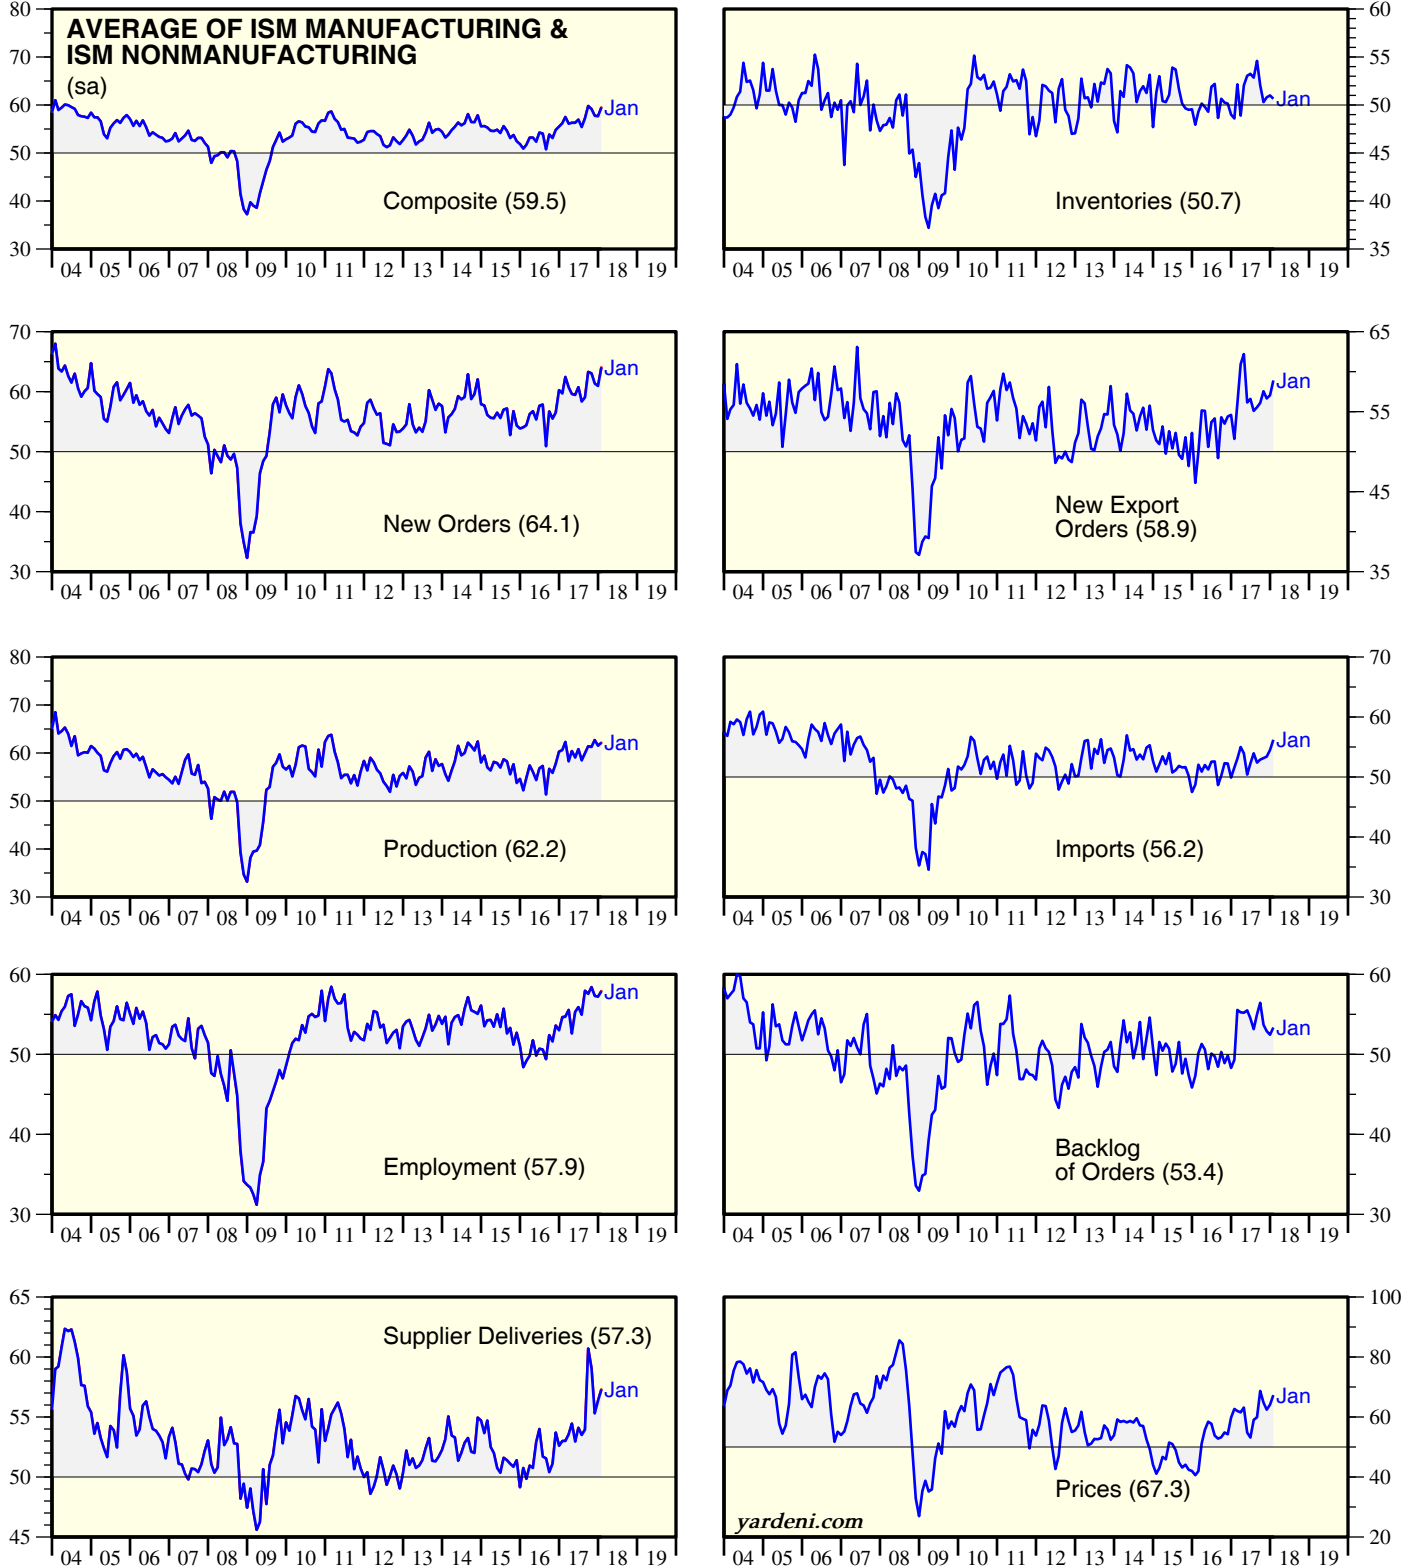 AVERAGE OF ISM MANUFACTURING &
ISM NONMANUFACTURING
(sa)
80
70
60
50
40
30
Jan
Composite (59.5)
04 05 06 07 08 09 10 11 12 13 14 15 16 17 18 19
60
55
50
45
40
35
Jan
Inventories (50.7)
04 05 06 07 08 09 10 11 12 13 14 15 16 17 18 19
70
60
50
40
30
Jan
New Orders (64.1)
04 05 06 07 08 09 10 11 12 13 14 15 16 17 18 19
65
55
45
35
Jan
New Export
Orders (58.9)
04 05 06 07 08 09 10 11 12 13 14 15 16 17 18 19
80
70
60
50
40
30
Jan
Production (62.2)
04 05 06 07 08 09 10 11 12 13 14 15 16 17 18 19
70
60
50
40
30
Jan
Imports (56.2)
04 05 06 07 08 09 10 11 12 13 14 15 16 17 18 19
60
50
40
30
Jan
Employment (57.9)
04 05 06 07 08 09 10 11 12 13 14 15 16 17 18 19
60
50
40
30
Jan
Backlog
of Orders (53.4)
04 05 06 07 08 09 10 11 12 13 14 15 16 17 18 19
65
60
55
50
45
Supplier Deliveries (57.3)
Jan
04 05 06 07 08 09 10 11 12 13 14 15 16 17 18 19
100
80
60
40
20
Jan
Prices (67.3)
yardeni.com
04 05 06 07 08 09 10 11 12 13 14 15 16 17 18 19